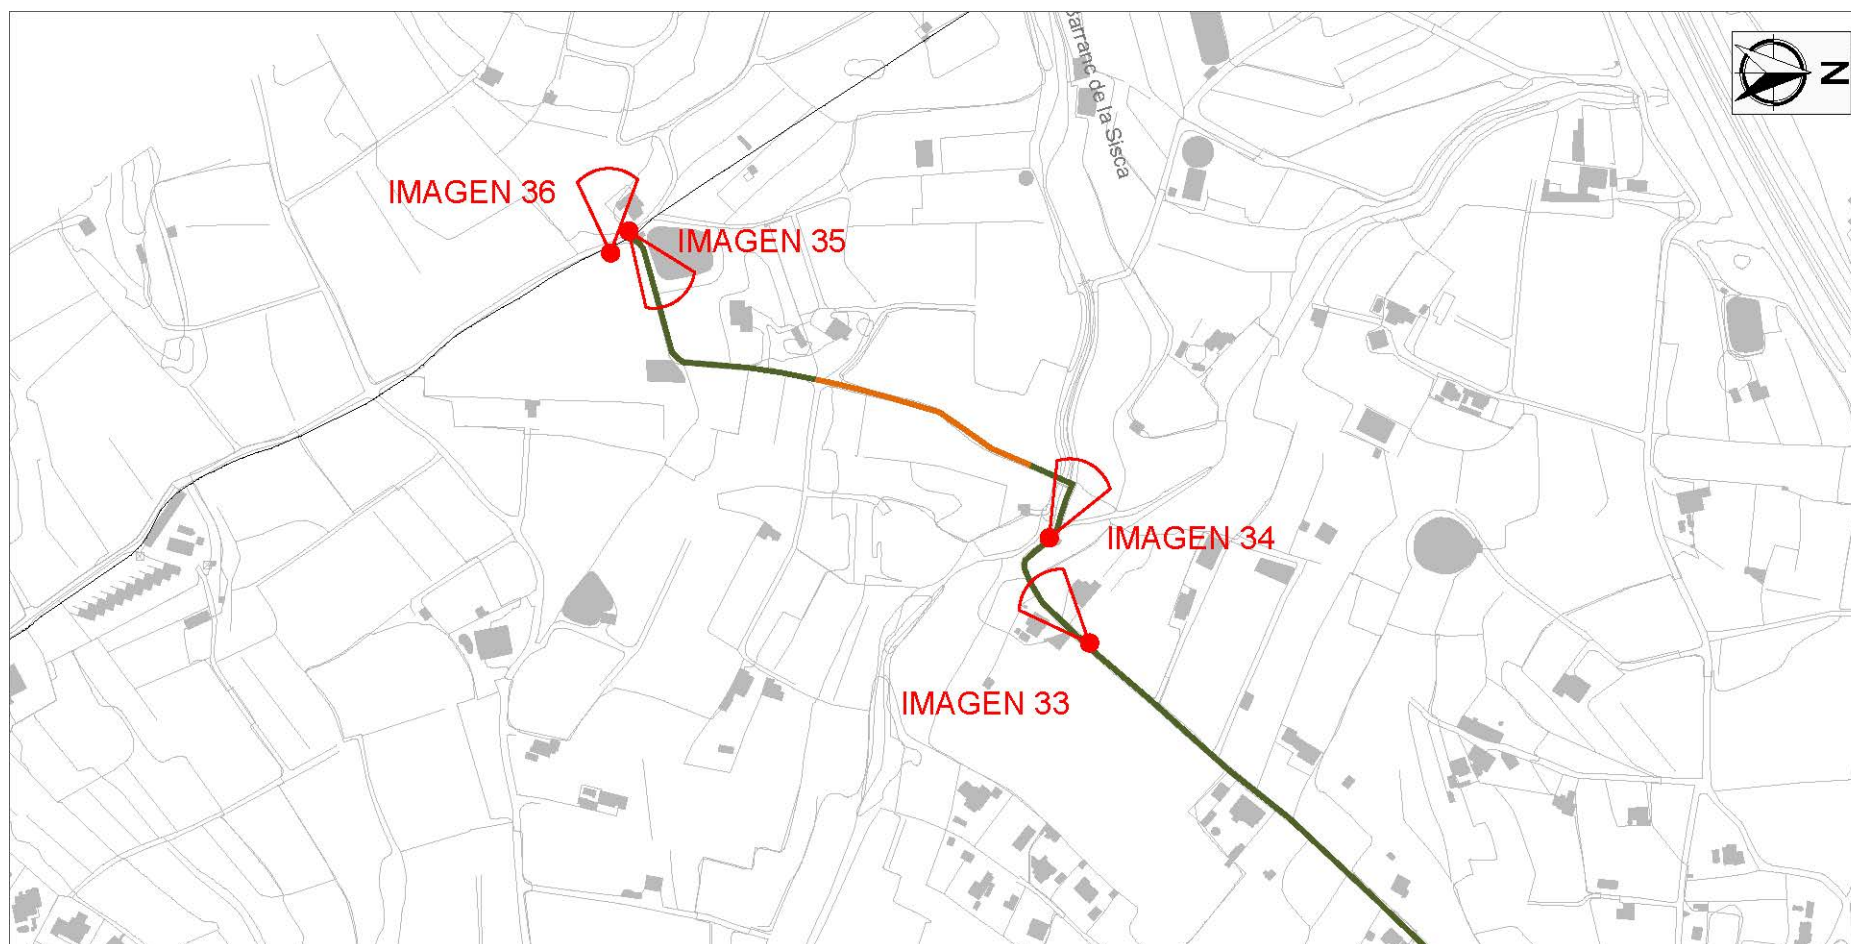 Barranc de la Sisca
N
IMAGEN 36
IMAGEN 35
IMAGEN 34
IMAGEN 33